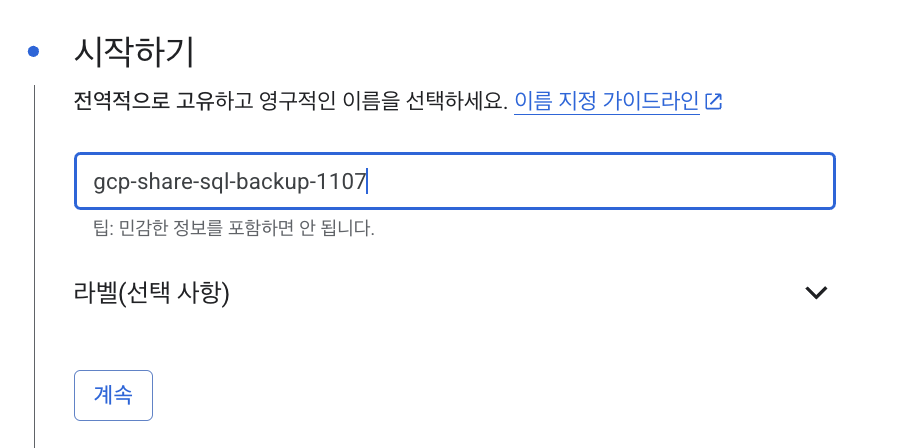 시작하기
전역적으로 고유하고 영구적인 이름을 선택하세요. 이름 지정 가이드라인
gcp-share-sql-backup-1107
팁: 민감한 정보를 포함하면 안 됩니다.
라벨(선택 사항)
계속